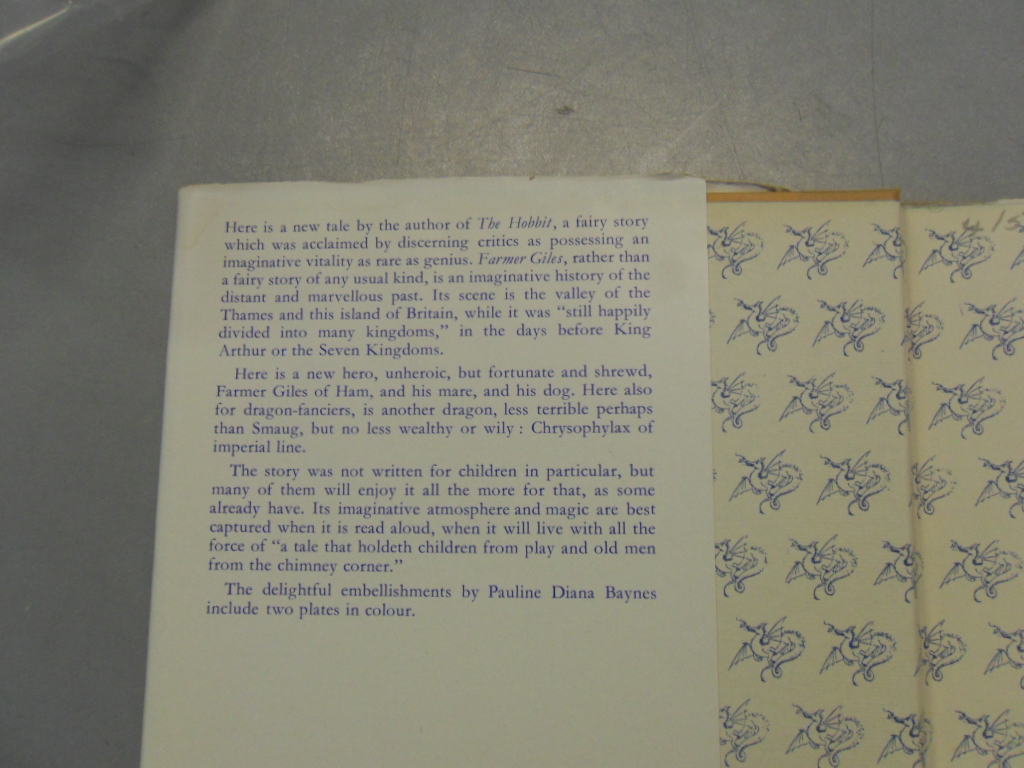 Here is a new tale by the author of The Hobbit, a fairy story
which was acclaimed by discerning critics as possessing an
imaginative vitality as rare as genius. Farmer Giles, rather than
a fairy story of any usual kind, is an imaginative history of the
distant and marvellous past. Its scene is the valley of the
Thames and this island of Britain, while it was “still happily
divided into many kingdoms,” in the days before King
Arthur or the Seven Kingdoms.
Here is a new hero, unheroic, but fortunate and shrewd,
Farmer Giles of Ham, and his mare, and his dog. Here also
for dragon-fanciers, is another dragon, less terrible perhaps
than Smaug, but no less wealthy or wily : Chrysophylax of
imperial line.
The story was not written for children in particular, but
many of them will enjoy it all the more for that, as some
already have. Its imaginative atmosphere and magic are best
captured when it is read aloud, when it will live with all the
force of “a tale that holdeth children from play and old men
from the chimney corner.”
The delightful embellishments by Pauline Diana Baynes
include two plates in colour.